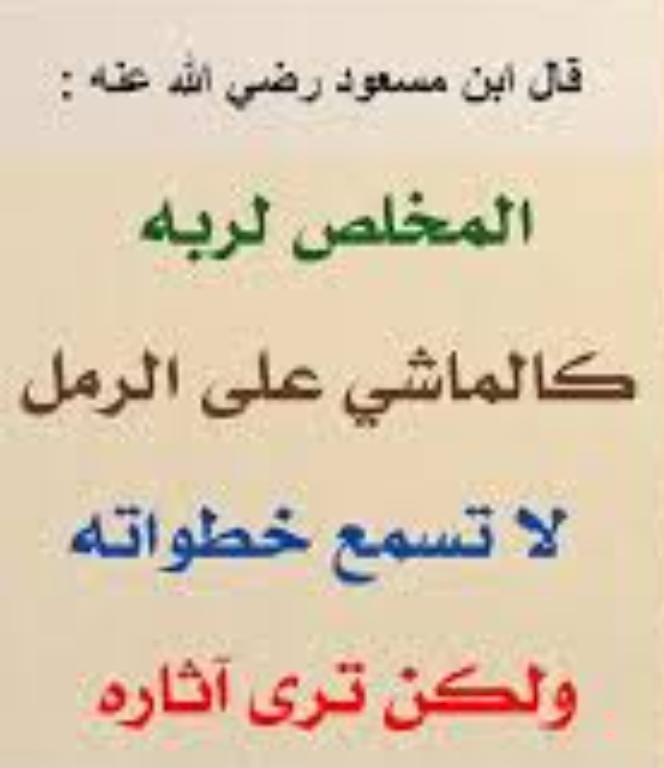 قال ابن مسعود رضي الله عنه :
المخلص لربه
كالماشي على الرمل
لا تسمع خطواته
ولكن ترى آثاره